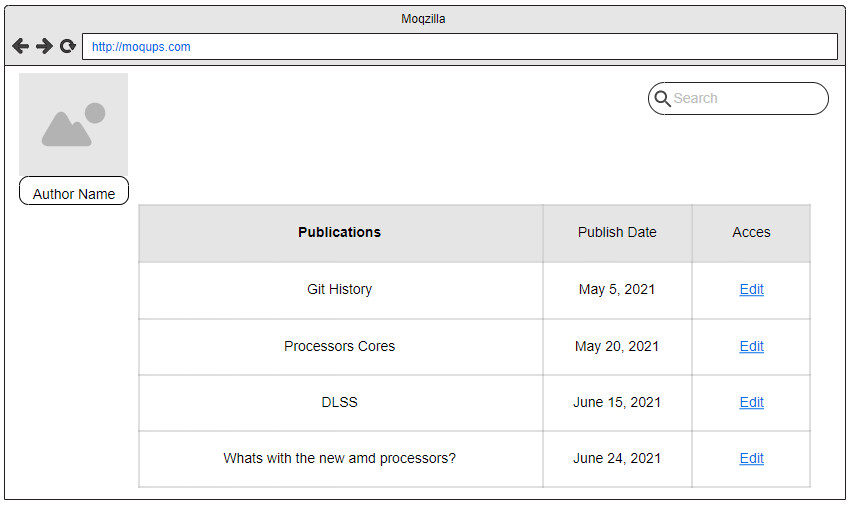 Moqzilla
http://moqups.com
Search
Author Name
Publications Publish Date Acces
Git History May 5, 2021 Edit
Processors Cores May 20, 2021 Edit
DLSS June 15, 2021 Edit
Whats with the new amd processors? June 24, 2021 Edit